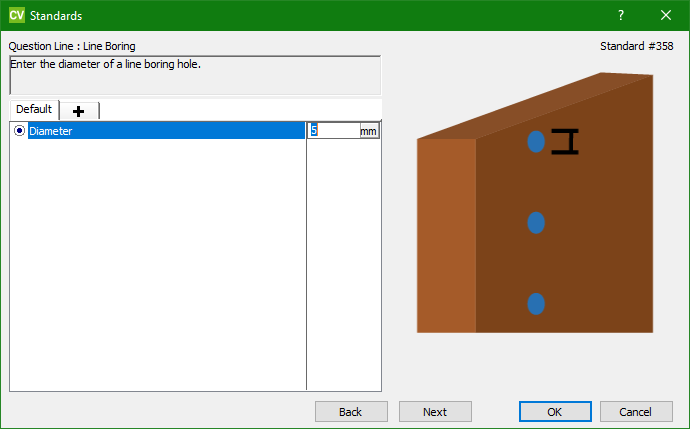 CV Standards ?
Question Line : Line Boring Standard #358
Enter the diameter of a line boring hole.
Default +
Diameter 5 mm
Back Next OK Cancel